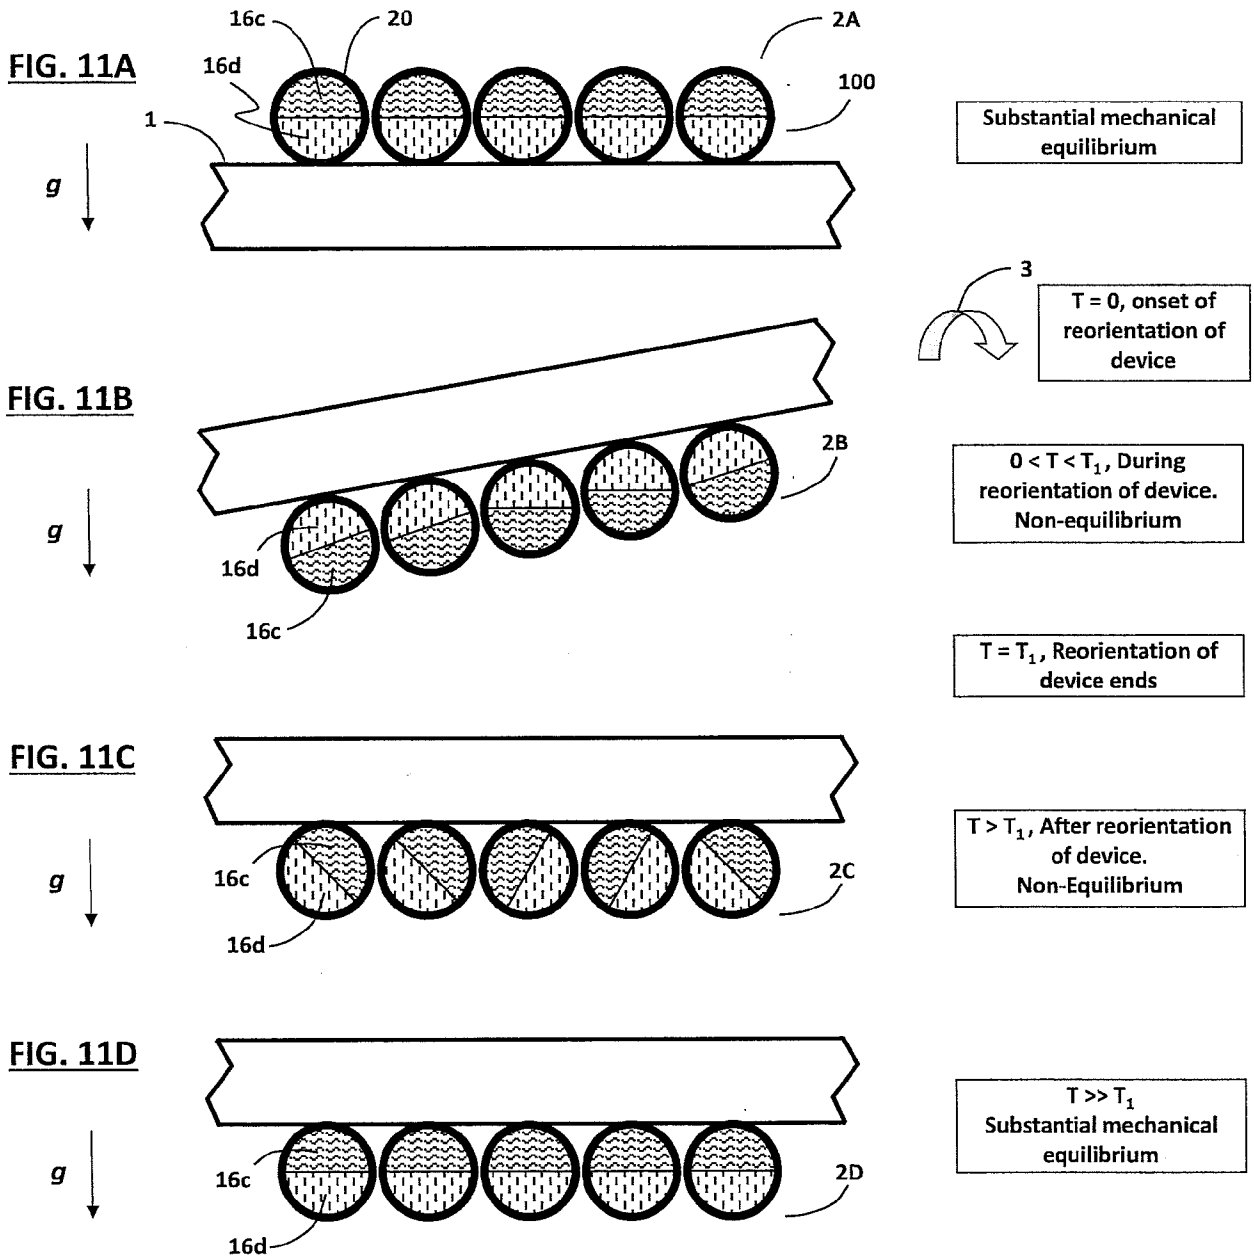 16c
20
2A
FIG. 11A
16d
100
1
g
Substantial mechanical
equilibrium
3
T = 0, onset of
reorientation of
device
FIG. 11B
2B
g
16d
16c
0 < T < T1, During
reorientation of device.
Non-equilibrium
T = T1, Reorientation of
device ends
FIG. 11C
g
16c
16d
2C
T > T1, After reorientation
of device.
Non-Equilibrium
FIG. 11D
g
16c
16d
2D
T >> T1
Substantial mechanical
equilibrium